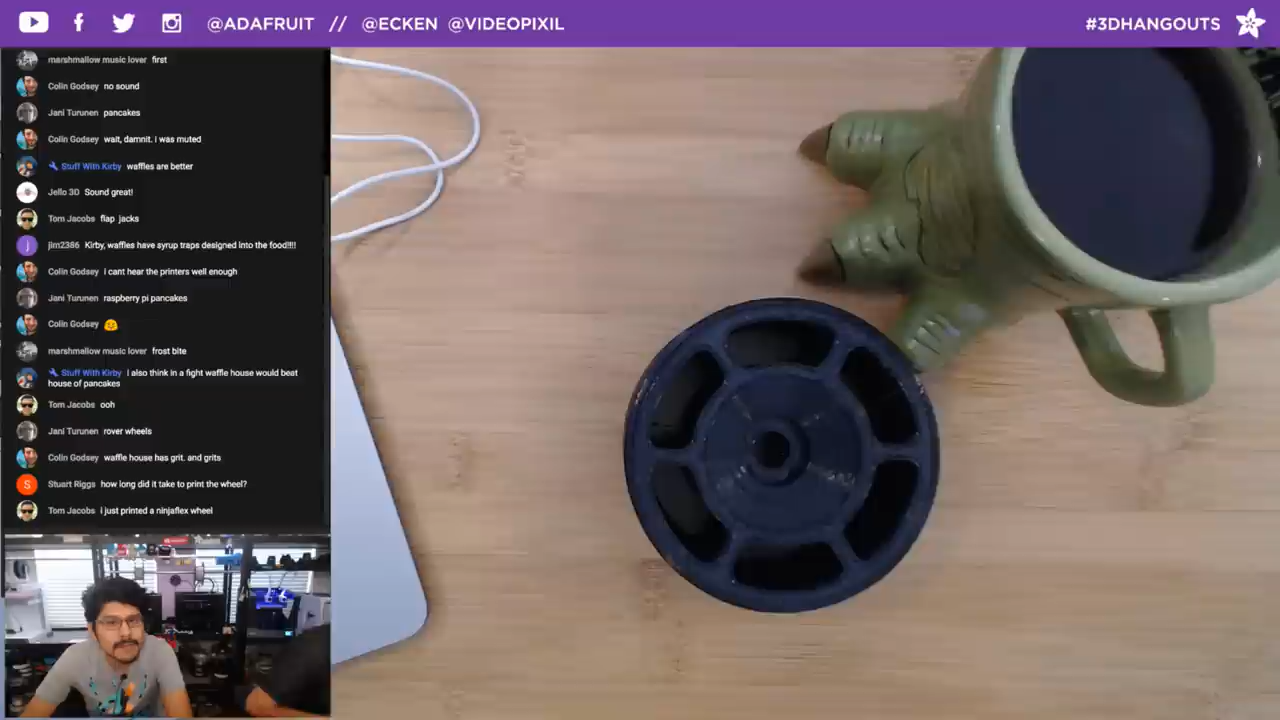 @ADAFRUIT // @ECKEN @VIDEOPIXIL
#3DHANGOUTS
marshmallow music lover first
Colin Godsey no sound
Jani Turunen pancakes
Colin Godsey wait, damnit. i was muted
Stuff With Kirby waffles are better
Jello 3D Sound great!
Tom Jacobs flap jacks
j jim2386 Kirby, waffles have syrup traps designed into the food!!!!
Colin Godsey i cant hear the printers well enough
Jani Turunen raspberry pi pancakes
Colin Godsey
marshmallow music lover frost bite
Stuff With Kirby I also think in a fight waffle house would beat
house of pancakes
Tom Jacobs ooh
Jani Turunen rover wheels
Colin Godsey waffle house has grit. and grits
S Stuart Riggs how long did it take to print the wheel?
Tom Jacobs i just printed a ninjaflex wheel